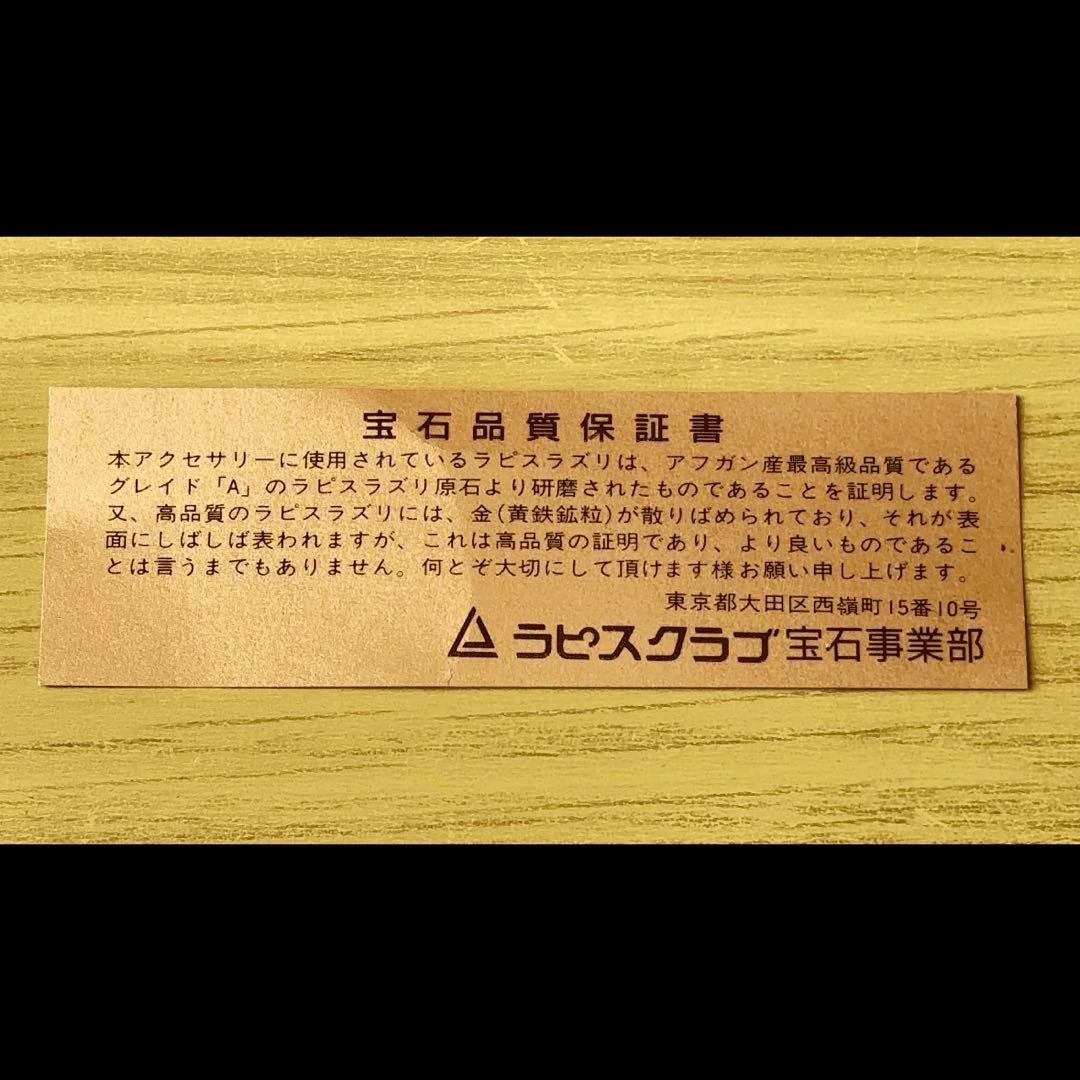 宝石品質保証書
本アクセサリーに使用されているラピスラズリは、アフガン産最高級品質である
グレイド「A」のラピスラズリ原石より研磨されたものであることを証明します。
又、高品質のラピスラズリには、金(黄鉄鉱粒)が散りばめられており、それが表
面にしばしば表われますが、これは高品質の証明であり、より良いものであるこ
とは言うまでもありません。何とぞ大切にして頂けます様お願い申し上げます。
東京都大田区西嶺町15番10号
ラピスクラブ宝石事業部